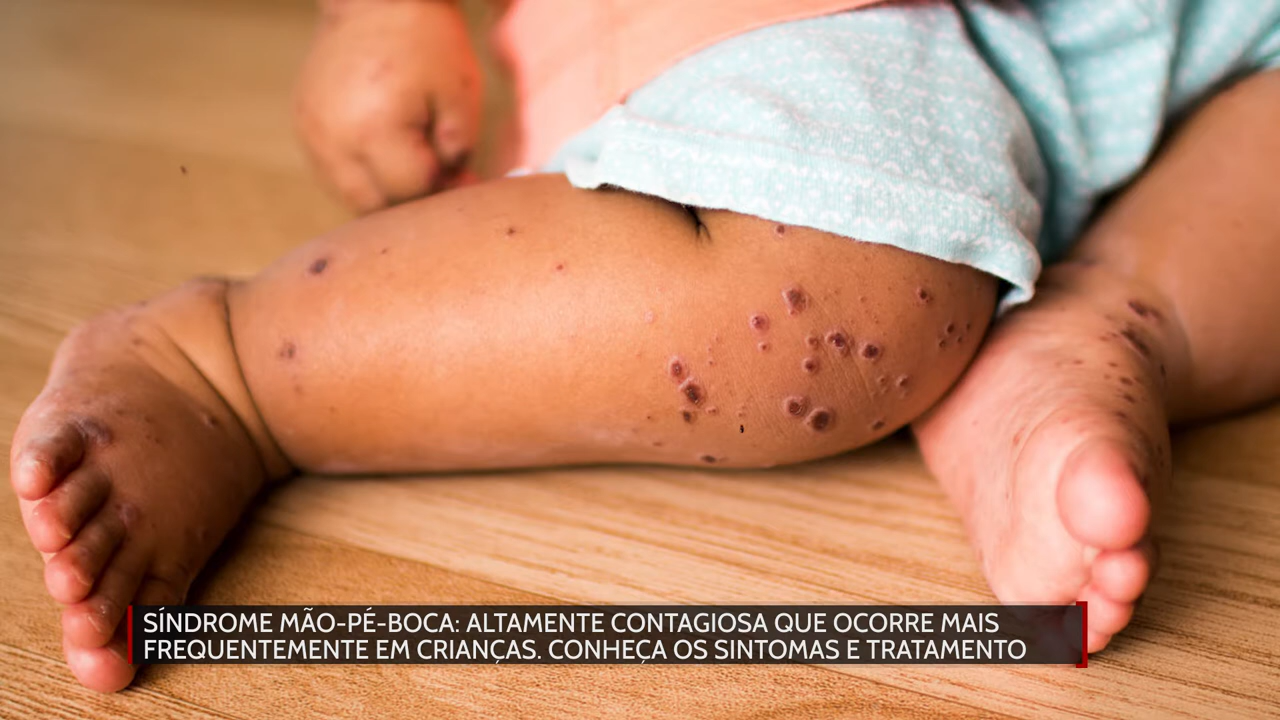 SÍNDROME MÃO-PÉ-BOCA: ALTAMENTE CONTAGIOSA QUE OCORRE MAIS
FREQUENTEMENTE EM CRIANÇAS. CONHEÇA OS SINTOMAS E TRATAMENTO